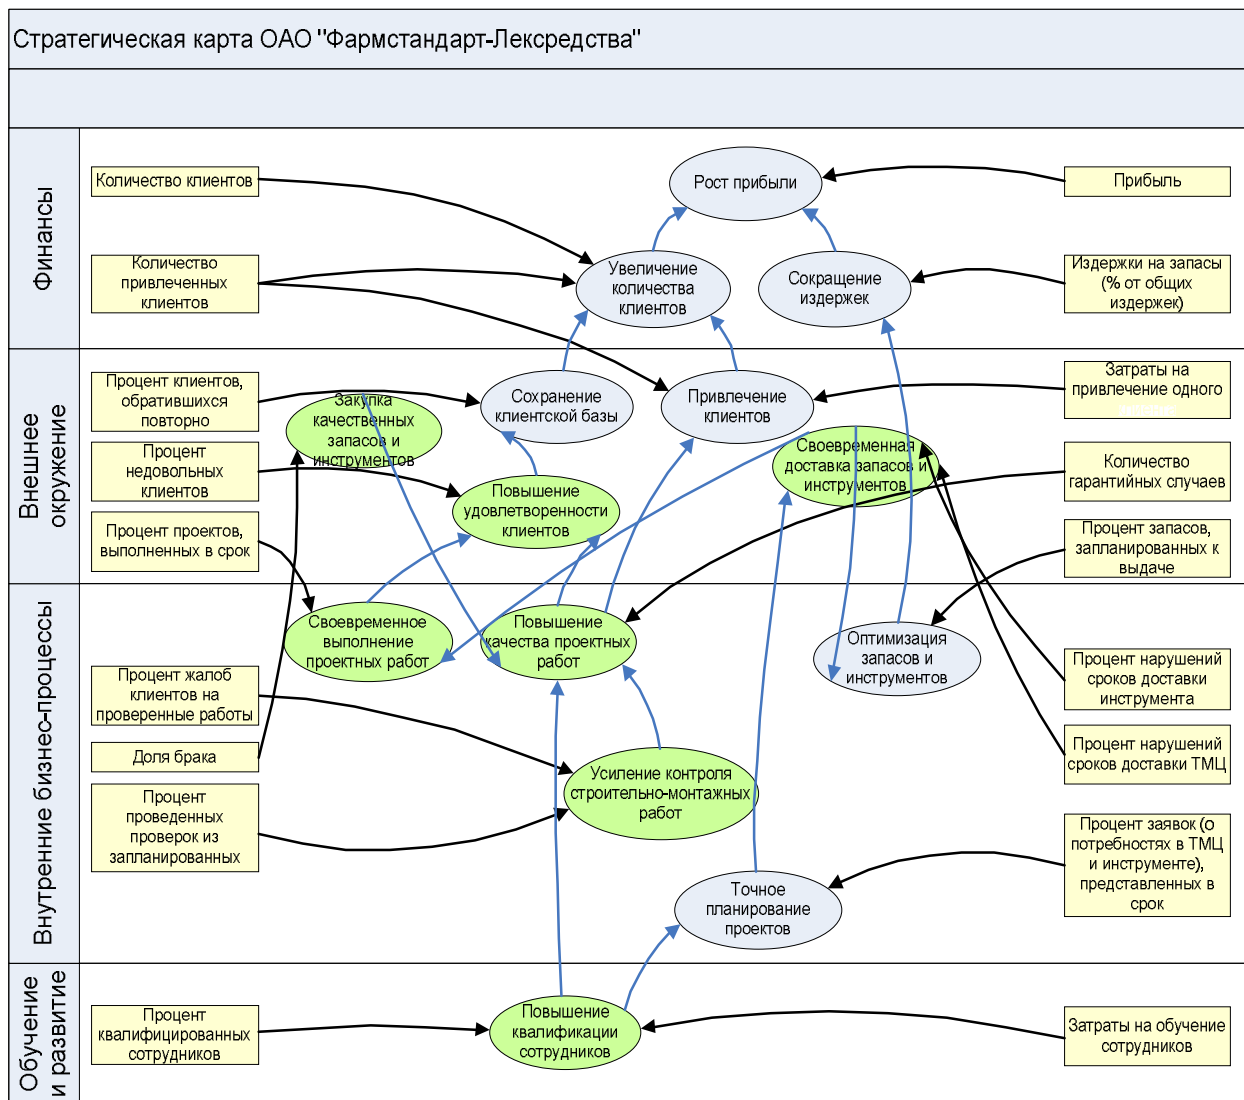 Стратегическая карта ОАО "Фармстандарт-Лексредства"
Финансы
Количество клиентов
Рост прибыли
Прибыль
Количество
привлеченных
клиентов
Увеличение
количества
клиентов
Сокращение
издержек
Издержки на запасы
(% от общих
издержек)
Внешнее
окружение
Процент клиентов,
обратившихся
повторно
Закупка
качественных
запасов и
инструментов
Сохранение
клиентской базы
Привлечение
клиентов
Затраты на
привлечение одного
Процент
недовольных
клиентов
Повышение
удовлетворенности
клиентов
Своевременная
доставка запасов и
инструментов
Количество
гарантийных случаев
Процент проектов,
выполненных в срок
Процент запасов,
запланированных к
выдаче
Внутренние бизнес-процессы
Своевременное
выполнение
проектных работ
Повышение
качества проектных
работ
Оптимизация
запасов и
инструментов
Процент жалоб
клиентов на
проверенные работы
Процент нарушений
сроков доставки
инструмента
Доля брака
Усиление контроля
строительно-монтажных
работ
Процент нарушений
сроков доставки ТМЦ
Процент
проведенных
проверок из
запланированных
Точное
планирование
проектов
Процент заявок (о
потребностях в ТМЦ
и инструменте),
представленных в
срок
Обучение
и развитие
Процент
квалифицированных
сотрудников
Повышение
квалификации
сотрудников
Затраты на обучение
сотрудников